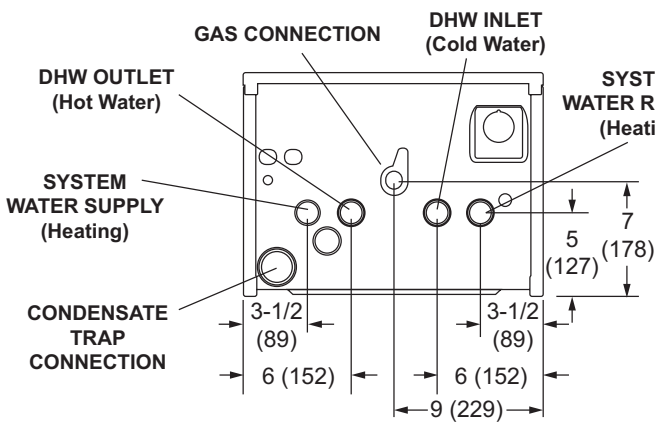 DHW INLET
(Cold Water)
GAS CONNECTION
DHW OUTLET
(Hot Water)
SYST
WATER R
(Heati
SYSTEM
WATER SUPPLY
(Heating)
CONDENSATE
TRAP
CONNECTION
5
(127)
7
(178)
3-1/2
(89)
3-1/2
(89)
6 (152)
6 (152)
9 (229)